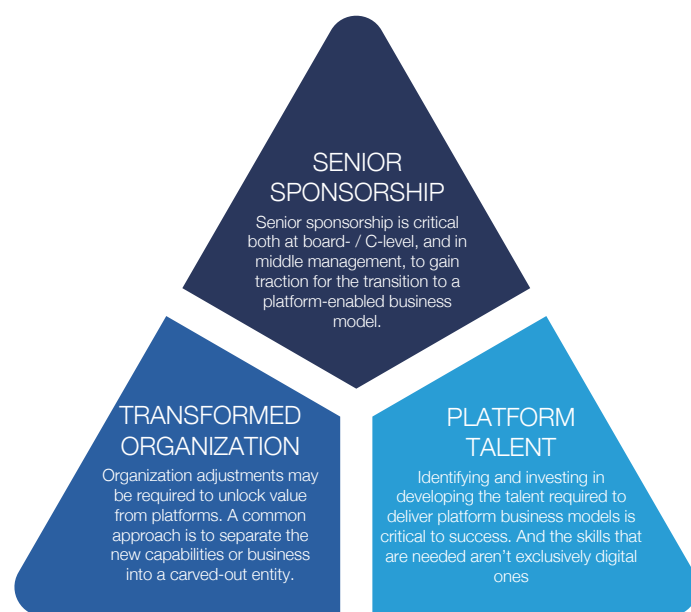 SENIOR
SPONSORSHIP
Senior sponsorship is critical
both at board- / C-level, and in
middle management, to gain
traction for the transition to a
platform-enabled business
model.
TRANSFORMED
ORGANIZATION
Organization adjustments may
be required to unlock value
from platforms. A common
approach is to separate the
new capabilities or business
into a carved-out entity.
PLATFORM
TALENT
Identifying and investing in
developing the talent required to
deliver platform business models is
critical to success. And the skills that
are needed aren’t exclusively digital
ones